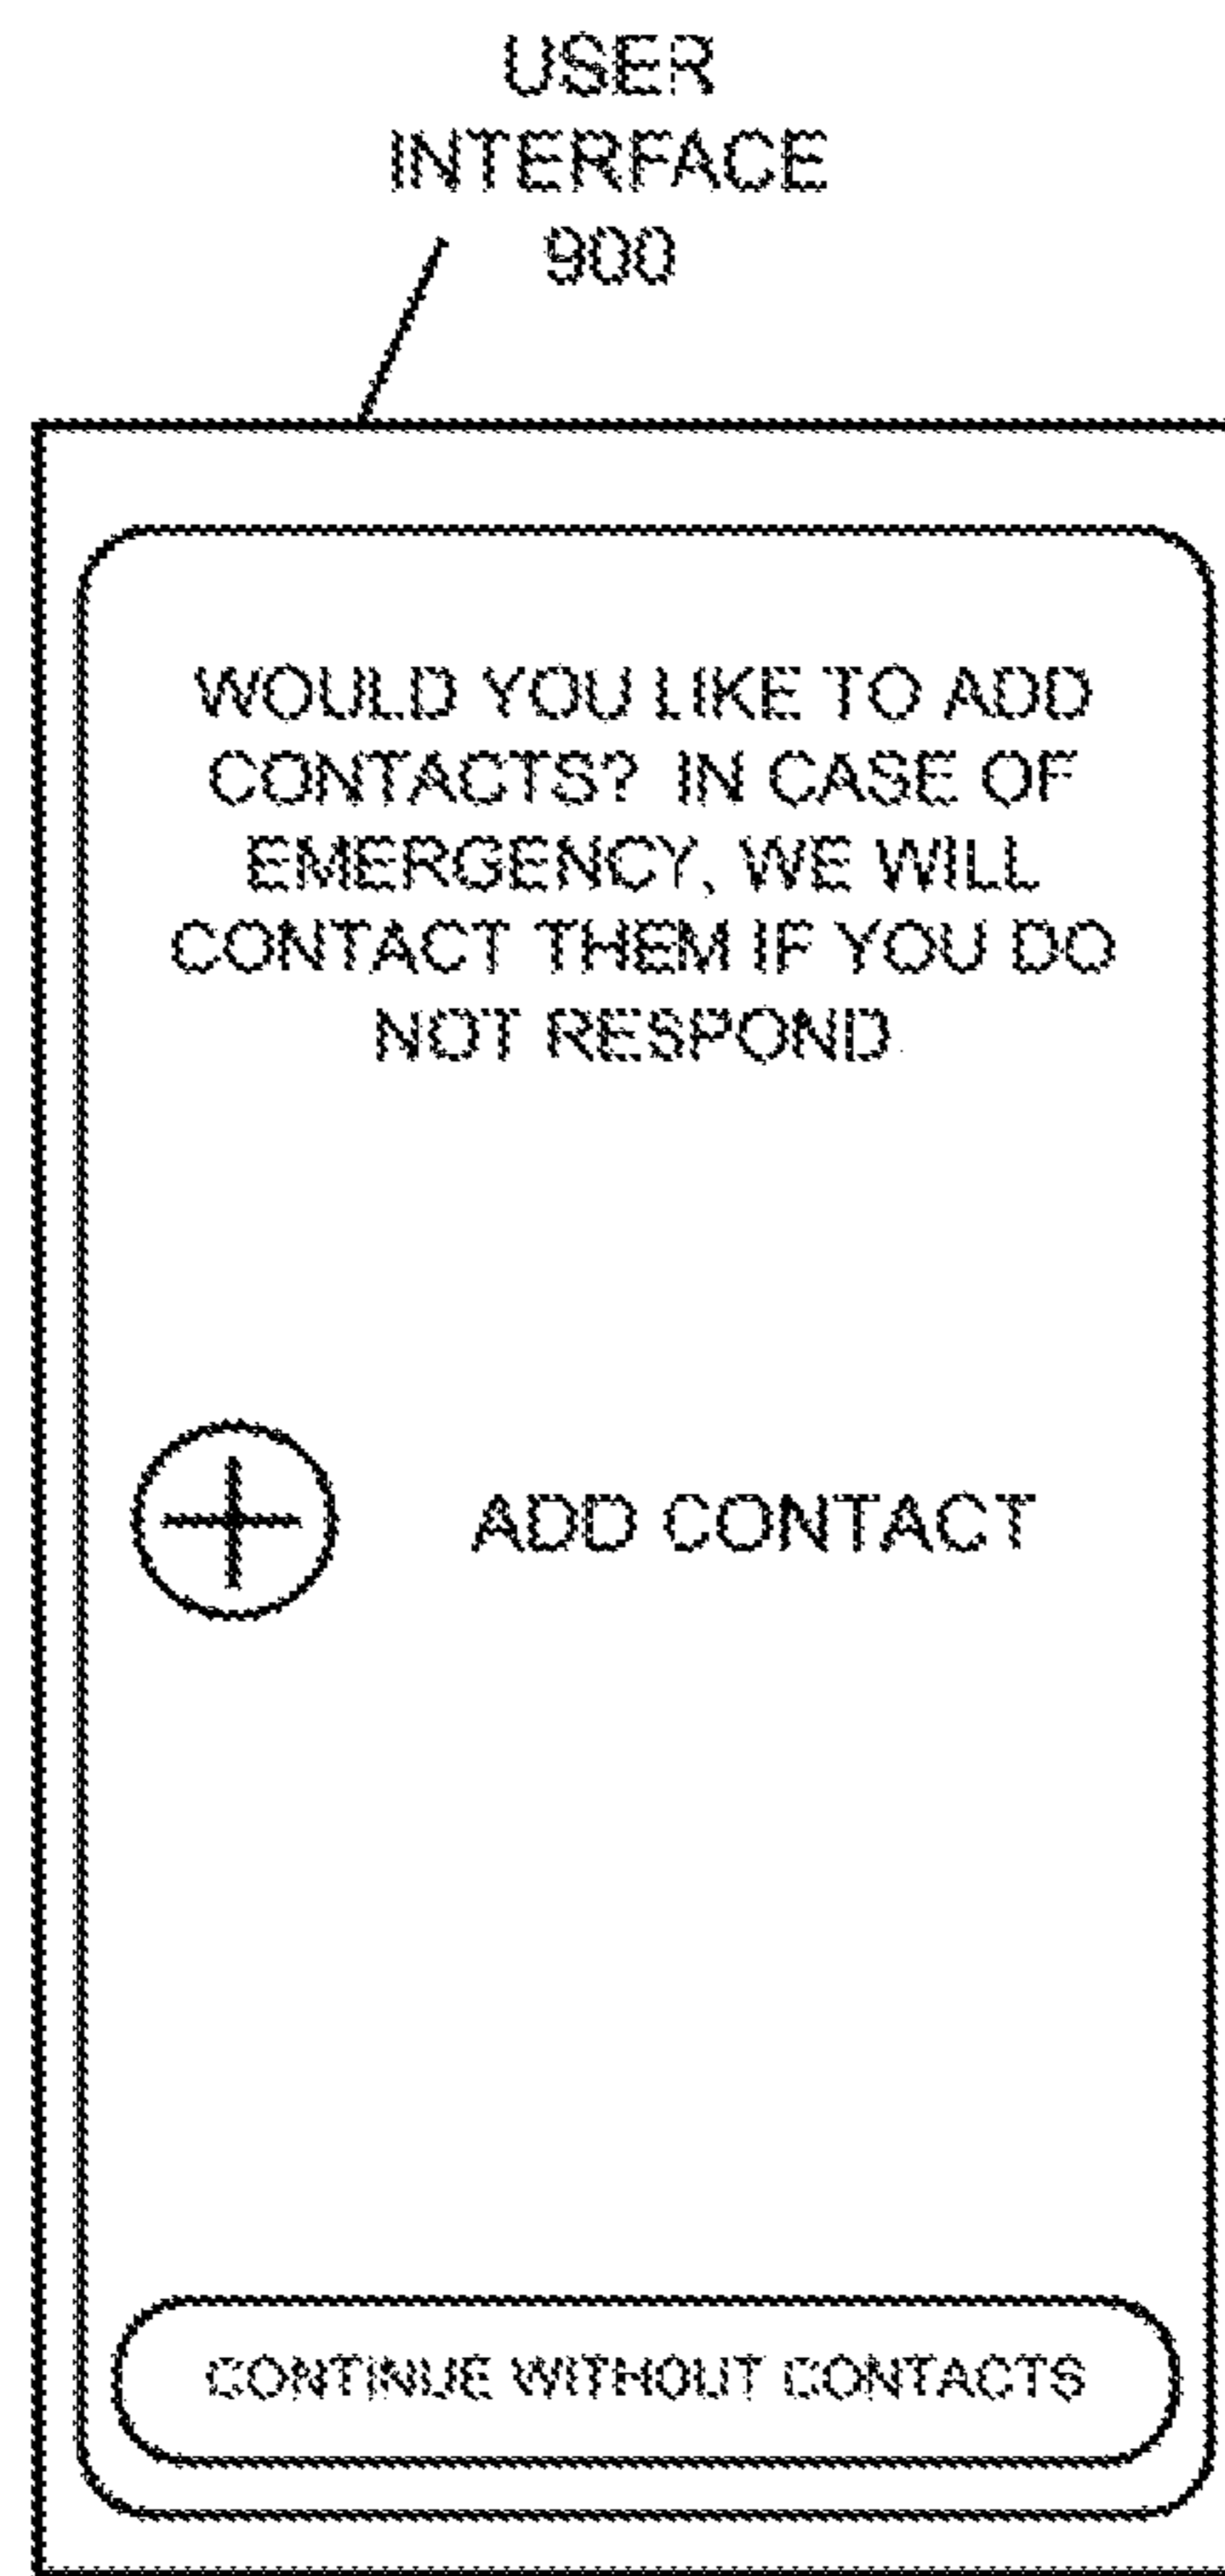 USER
INTERFACE
900
WOULD YOU LIKE TO ADD
CONTACTS? IN CASE OF
EMERGENCY, WE WILL
CONTACT THEM IF YOU DO
NOT RESPOND
ADD CONTACT
CONTINUE WITHOUT CONTACTS